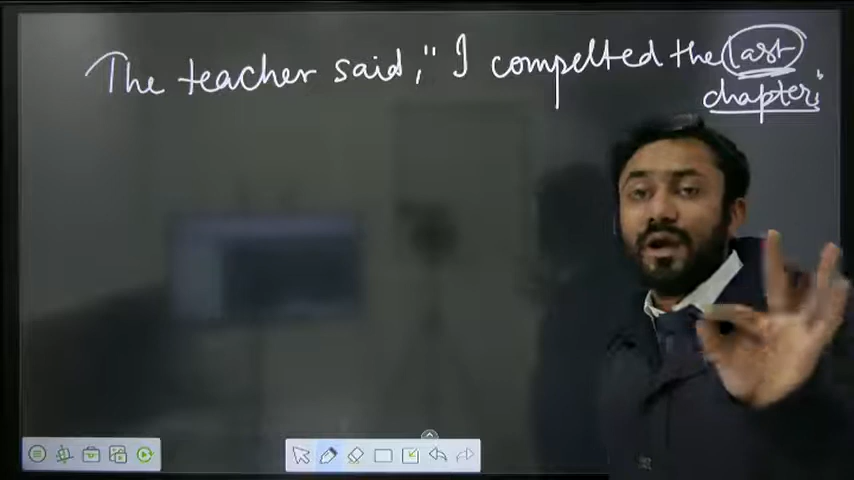 The teacher said," I compelted the last
chapter."